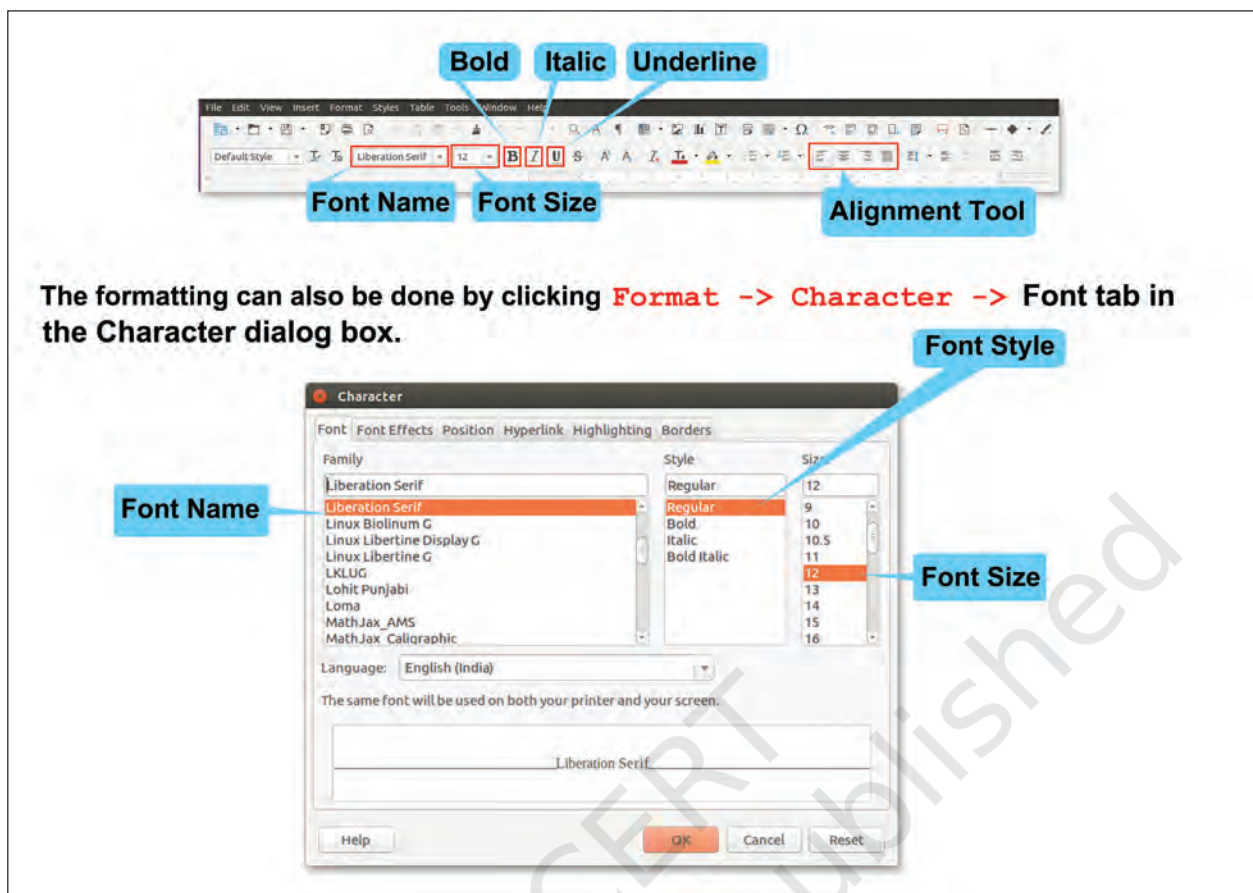 Bold Italic Underline
File Edit View Insert Format Styles Table Tools Window Help
Default Style Liberation Serif 12 B I U S
Font Name Font Size Alignment Tool
The formatting can also be done by clicking Format -> Character -> Font tab in
the Character dialog box.
Font Style
Character
Font Font Effects Position Hyperlink Highlighting Borders
Family Style Size
Liberation Serif Regular 12
Font Name
Liberation Serif Regular 9
Linux Biolinum G Bold 10
Linux Libertine Display G Italic 10.5
Linux Libertine G Bold Italic 11
LKLUG 12
Font Size
Lohit Punjabi 13
Loma 14
MathJax_AMS 15
MathJax_Caligraphic 16
Language: English (India)
The same font will be used on both your printer and your screen.
Liberation Serif
Help OK Cancel Reset